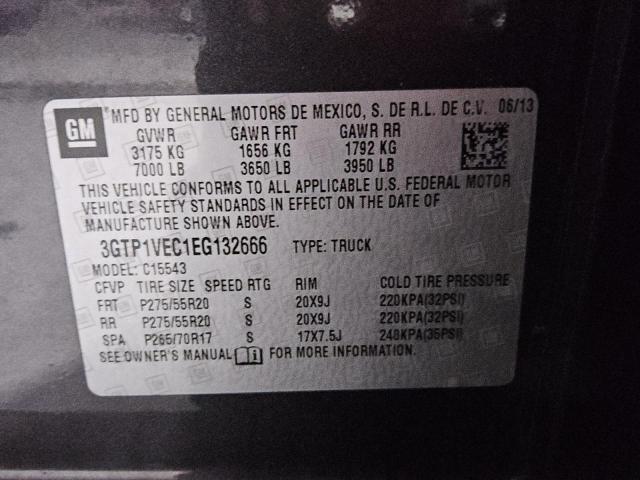 GM
®MFD BY GENERAL MOTORS DE MEXICO, S. DE R.L. DE C.V. 06/13
GVWR GAWR FRT GAWR RR
3175 KG 1656 KG 1792 KG
7000 LB 3650 LB 3950 LB
THIS VEHICLE CONFORMS TO ALL APPLICABLE U.S. FEDERAL MOTOR
VEHICLE SAFETY STANDARDS IN EFFECT ON THE DATE OF
MANUFACTURE SHOWN ABOVE.
3GTP1VEC1EG132666 TYPE: TRUCK
MODEL: C15543
CFVP TIRE SIZE SPEED RTG RIM COLD TIRE PRESSURE
FRT P275/55R20 S 20X9J 220KPA(32PSI)
RR P275/55R20 S 20X9J 220KPA(32PSI)
SPA P265/70R17 S 17X7.5J 240KPA(35PSI)
SEE OWNER'S MANUAL FOR MORE INFORMATION.